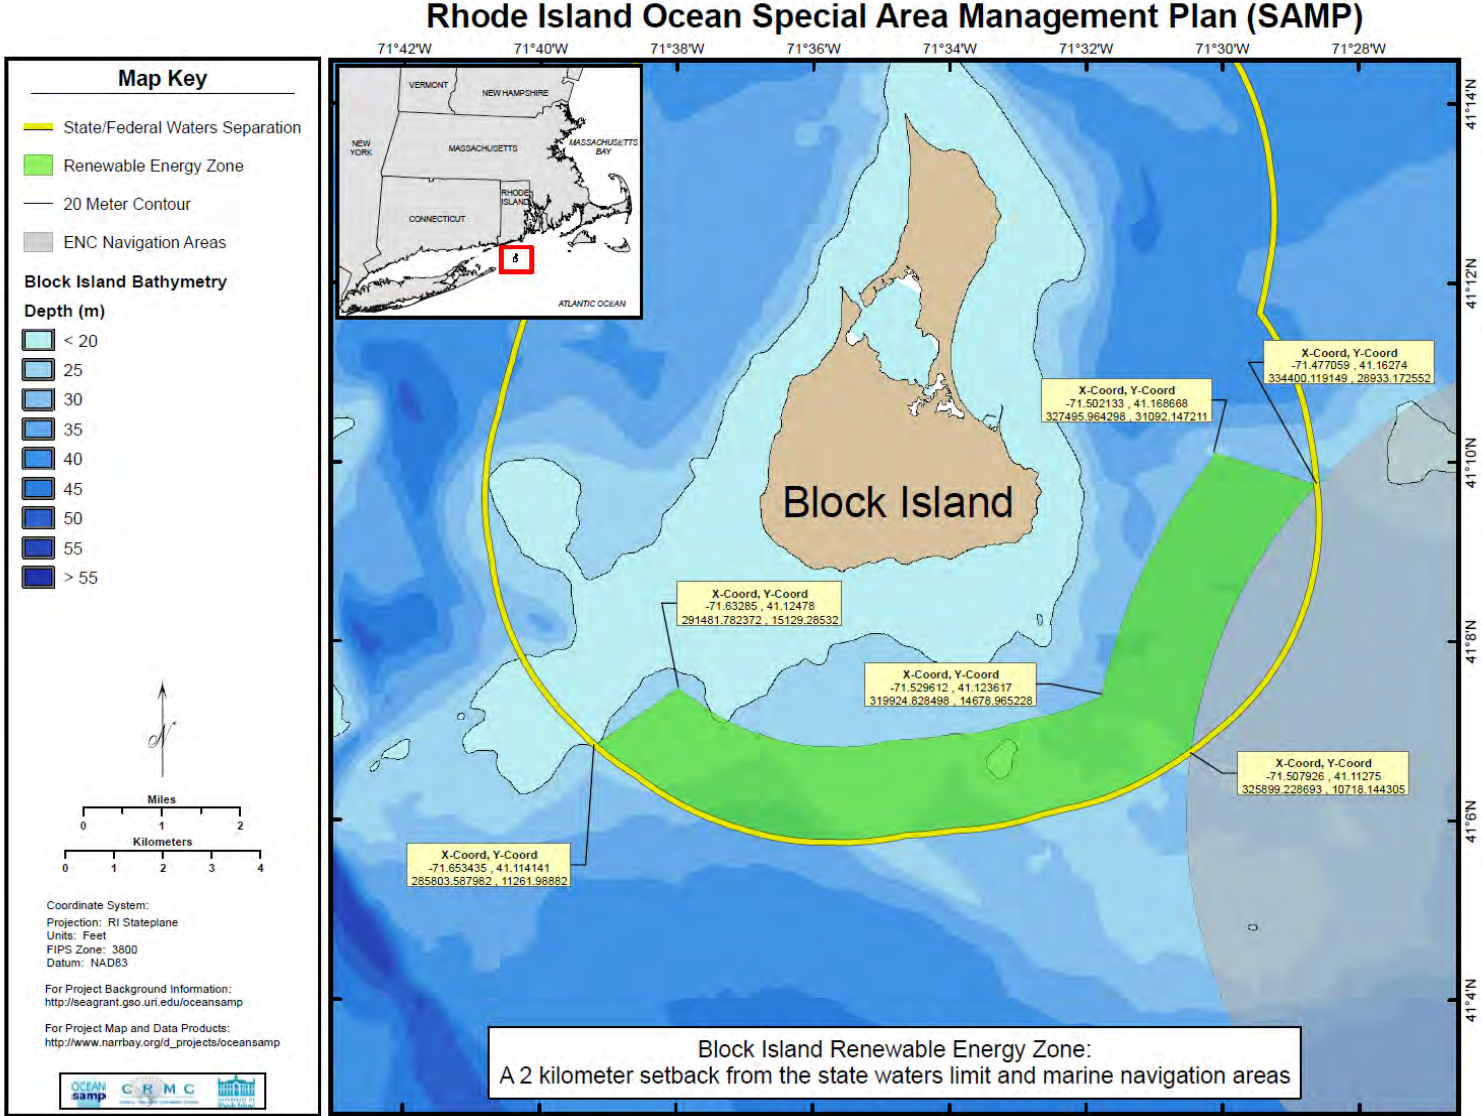 Rhode Island Ocean Special Area Management Plan (SAMP)
71°42'W 71°40'W 71°38'W 71°36'W 71°34'W 71°32'W 71°30'W 71°28'W
Map Key
State/Federal Waters Separation
Renewable Energy Zone
20 Meter Contour
ENC Navigation Areas
Block Island Bathymetry
Depth (m)
< 20
25
30
35
40
45
50
55
> 55
N
Miles
0 1 2
Kilometers
0 1 2 3 4
Coordinate System:
Projection: RI Stateplane
Units: Feet
FIPS Zone: 3800
Datum: NAD83
For Project Background Information:
http://seagrant.gso.uri.edu/oceansamp
For Project Map and Data Products:
http://www.narrbay.org/d_projects/oceansamp
OCEAN
samp
C R M C
VERMONT
NEW HAMPSHIRE
NEW
YORK
MASSACHUSETTS
MASSACHUSETTS
BAY
RHODE
ISLAND
CONNECTICUT
ATLANTIC OCEAN
X-Coord, Y-Coord
-71.477059 , 41.16274
334400.119149 , 28933.172552
X-Coord, Y-Coord
-71.502133 , 41.168668
327495.964298 , 31092.147211
Block Island
X-Coord, Y-Coord
-71.63285 , 41.12478
291481.782372 , 15129.28532
X-Coord, Y-Coord
-71.529612 , 41.123617
319924.828498 , 14678.965228
X-Coord, Y-Coord
-71.507926 , 41.11275
325899.228693 , 10718.144305
X-Coord, Y-Coord
-71.653435 , 41.114141
285803.587982 , 11261.98882
41°14'N
41°12'N
41°10'N
41°8'N
41°6'N
41°4'N
Block Island Renewable Energy Zone:
A 2 kilometer setback from the state waters limit and marine navigation areas